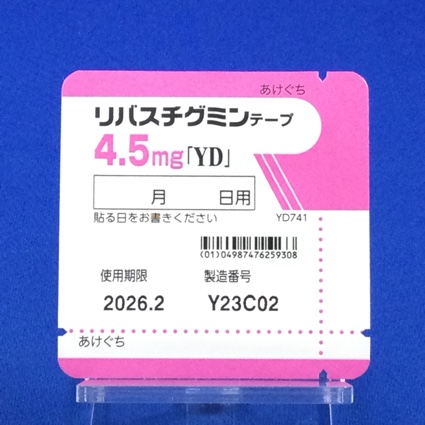 あけぐち
リバスチグミンテープ
4.5mg「YD」
月 日用
貼る日をお書きください YD741
(01)04987476259308
使用期限 製造番号
2026.2 Y23C02
あけぐち